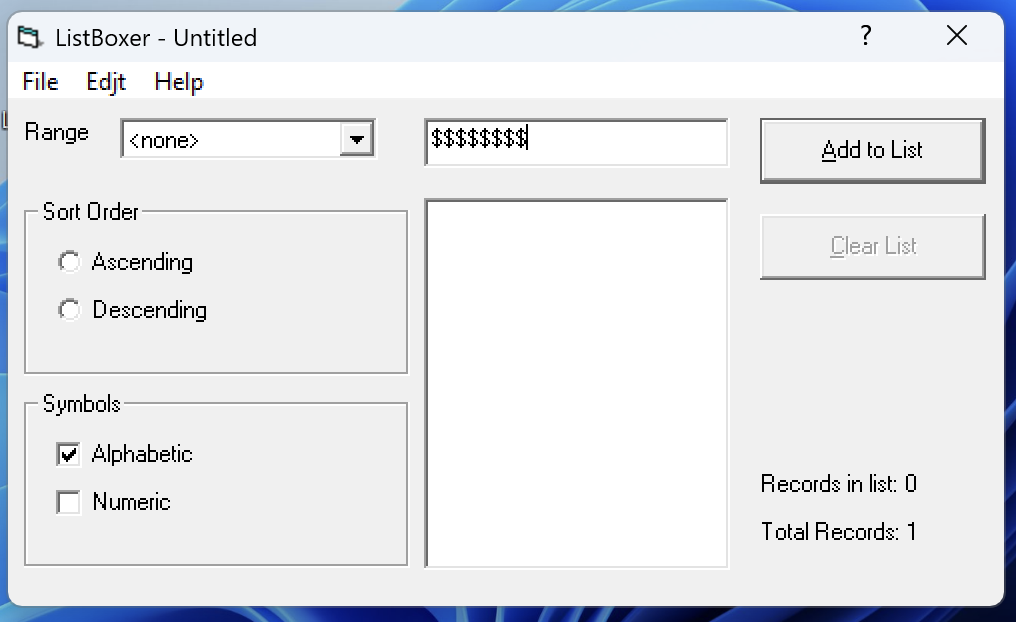 ListBoxer - Untitled
File Edjt Help
Range
<none>
$$$$$$$$
Add to List
Sort Order
Ascending
Descending
Clear List
Symbols
Alphabetic
Numeric
Records in list: 0
Total Records: 1